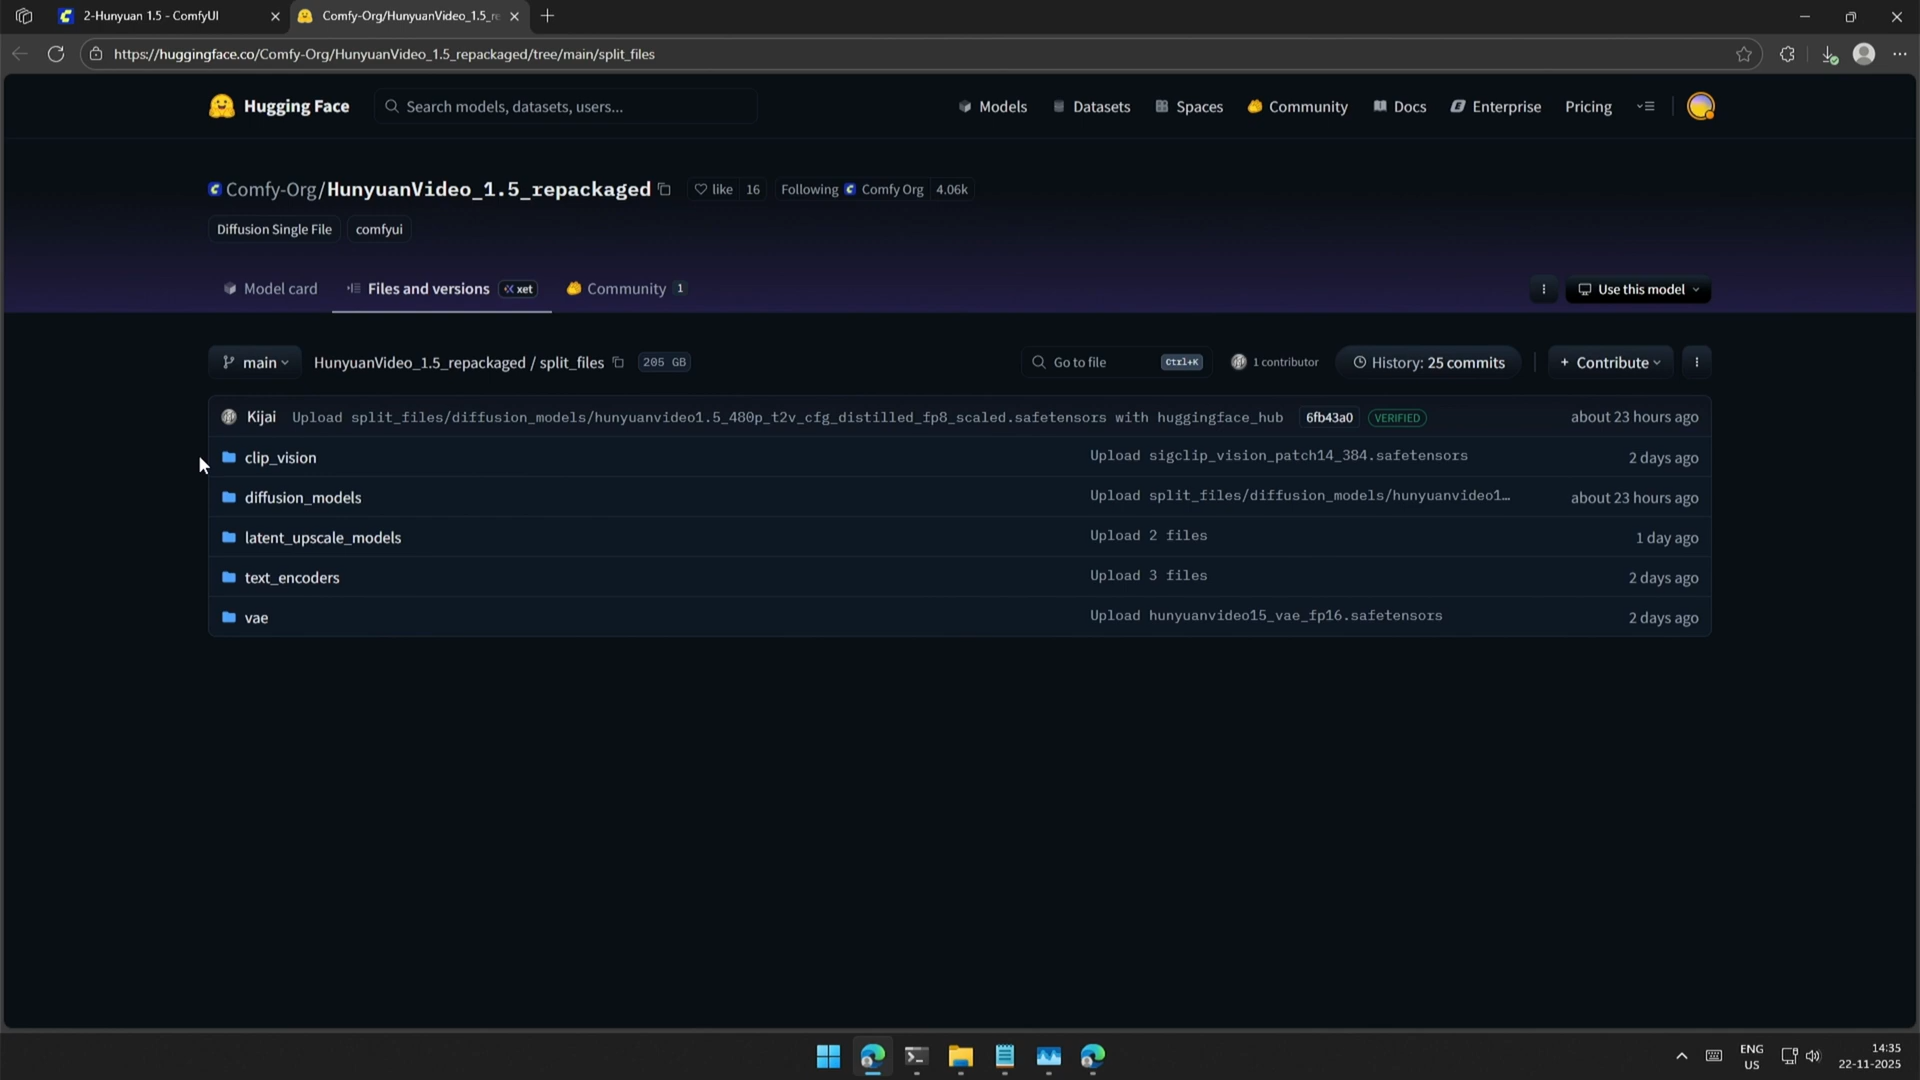 2-Hunyuan 1.5 - ComfyUI
Comfy-Org/HunyuanVideo_1.5_re
https://huggingface.co/Comfy-Org/HunyuanVideo_1.5_repackaged/tree/main/split_files
Hugging Face
Search models, datasets, users...
Models
Datasets
Spaces
Community
Docs
Enterprise
Pricing
Comfy-Org/HunyuanVideo_1.5_repackaged
like 16
Following Comfy Org 4.06k
Diffusion Single File
comfyui
Model card
Files and versions xet
Community 1
Use this model
main
HunyuanVideo_1.5_repackaged / split_files
205 GB
Go to file Ctrl+K
1 contributor
History: 25 commits
+ Contribute
Kijai Upload split_files/diffusion_models/hunyuanvideo1.5_480p_t2v_cfg_distilled_fp8_scaled.safetensors with huggingface_hub 6fb43a0 VERIFIED about 23 hours ago
clip_vision Upload sigclip_vision_patch14_384.safetensors 2 days ago
diffusion_models Upload split_files/diffusion_models/hunyuanvideo1... about 23 hours ago
latent_upscale_models Upload 2 files 1 day ago
text_encoders Upload 3 files 2 days ago
vae Upload hunyuanvideo15_vae_fp16.safetensors 2 days ago
ENG
US
14:35
22-11-2025